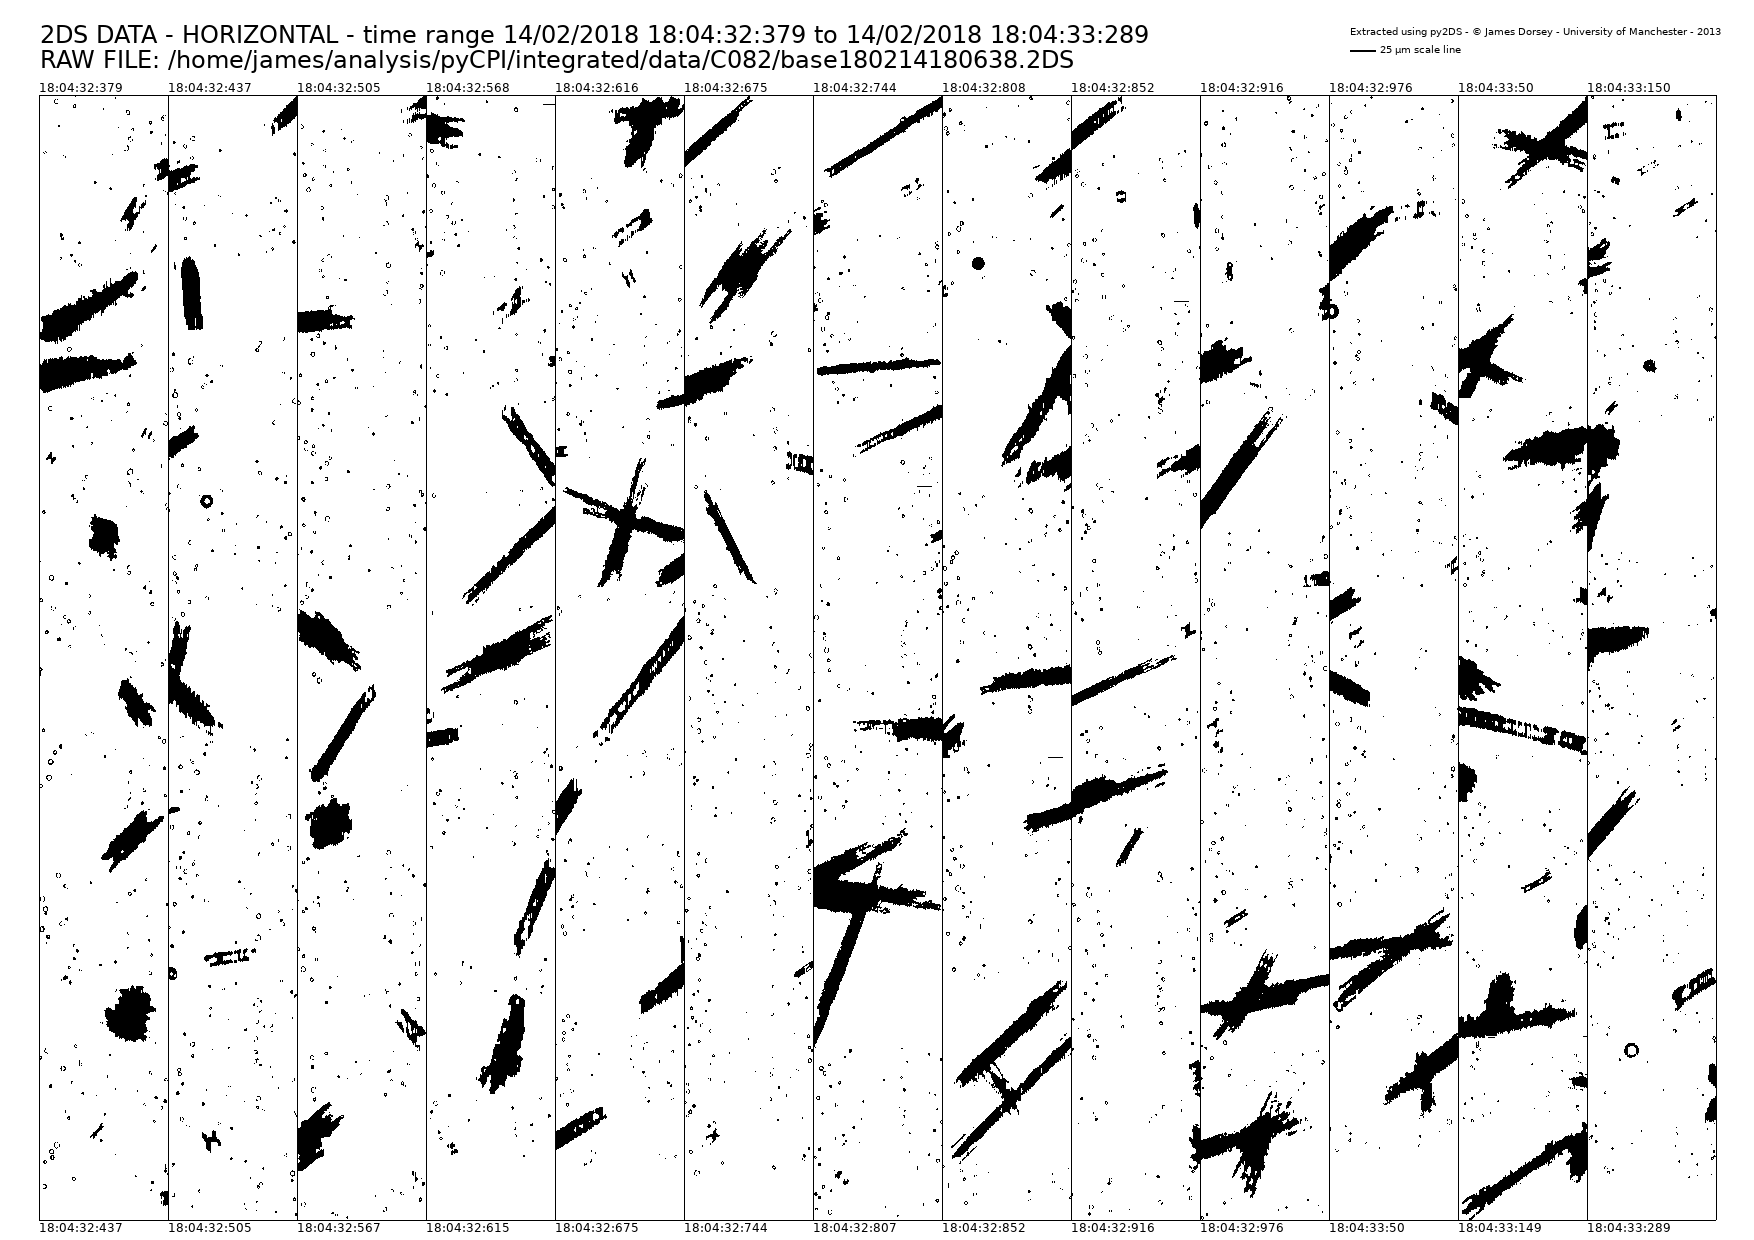 2DS DATA - HORIZONTAL - time range 14/02/2018 18:04:32:379 to 14/02/2018 18:04:33:289
RAW FILE: /home/james/analysis/pyCPI/integrated/data/C082/base180214180638.2DS
Extracted using py2DS - © James Dorsey - University of Manchester - 2013
25 µm scale line
18:04:32:379 18:04:32:437 18:04:32:505 18:04:32:568 18:04:32:616 18:04:32:675 18:04:32:744 18:04:32:808 18:04:32:852 18:04:32:916 18:04:32:976 18:04:33:50 18:04:33:150
18:04:32:437 18:04:32:505 18:04:32:567 18:04:32:615 18:04:32:675 18:04:32:744 18:04:32:807 18:04:32:852 18:04:32:916 18:04:32:976 18:04:33:50 18:04:33:149 18:04:33:289